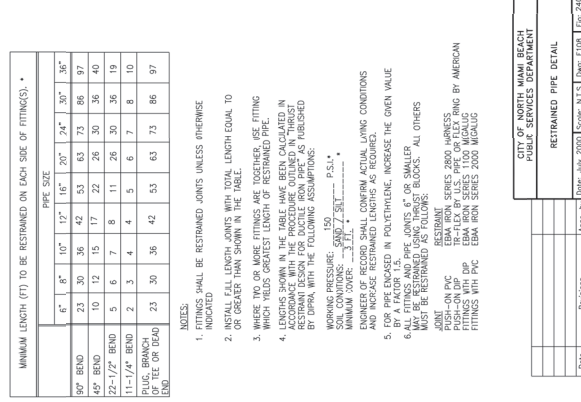 MINIMUM LENGTH (FT) TO BE RESTRAINED ON EACH SIDE OF FITTING(S). *
PIPE SIZE
6" 8" 10" 12" 16" 20" 24" 30" 36"
90° BEND 23 30 36 42 53 63 73 86 97
45° BEND 10 12 15 17 22 26 30 36 40
22-1/2° BEND 5 6 7 8 11 26 30 36 19
11-1/4° BEND 2 3 4 4 5 6 7 8 10
PLUG, BRANCH OF TEE OR DEAD END 23 30 36 42 53 63 73 86 97
NOTES:
1. FITTINGS SHALL BE RESTRAINED JOINTS UNLESS OTHERWISE
INDICATED
2. INSTALL FULL LENGTH JOINTS WITH TOTAL LENGTH EQUAL TO
OR GREATER THAN SHOWN IN THE TABLE.
3. WHERE TWO OR MORE FITTINGS ARE TOGETHER, USE FITTING
WHICH YIELDS GREATEST LENGTH OF RESTRAINED PIPE.
4. LENGTHS SHOWN IN THE TABLE HAVE BEEN CALCULATED IN
ACCORDANCE WITH THE PROCEDURE OUTLINED IN "THRUST
RESTRAINT DESIGN FOR DUCTILE IRON PIPE" AS PUBLISHED
BY DIPRA, WITH THE FOLLOWING ASSUMPTIONS:
WORKING PRESSURE: 150 P.S.I.*
SOIL CONDITIONS: SAND / SILT *
MINIMUM COVER: 3 FT. *
ENGINEER OF RECORD SHALL CONFIRM ACTUAL LAYING CONDITIONS
AND INCREASE RESTRAINED LENGTHS AS REQUIRED.
5. FOR PIPE ENCASED IN POLYETHYLENE, INCREASE THE GIVEN VALUE
BY A FACTOR 1.5.
6. ALL FITTINGS AND PIPE JOINTS 6" OR SMALLER
MAY BE RESTRAINED USING THRUST BLOCKS. ALL OTHERS
MUST BE RESTRAINED AS FOLLOWS:
JOINT RESTRAINT
PUSH-ON PVC EBAA IRON SERIES 2800 HARNESS
PUSH-ON DIP TR-FLEX BY U.S. PIPE OR FLEX RING BY AMERICAN
FITTINGS WITH DIP EBAA IRON SERIES 1100 MEGALUG
FITTINGS WITH PVC EBAA IRON SERIES 2000 MEGALUG
CITY OF NORTH MIAMI BEACH
PUBLIC SERVICES DEPARTMENT
RESTRAINED PIPE DETAIL
Date: July 2000 Scale: N.T.S.